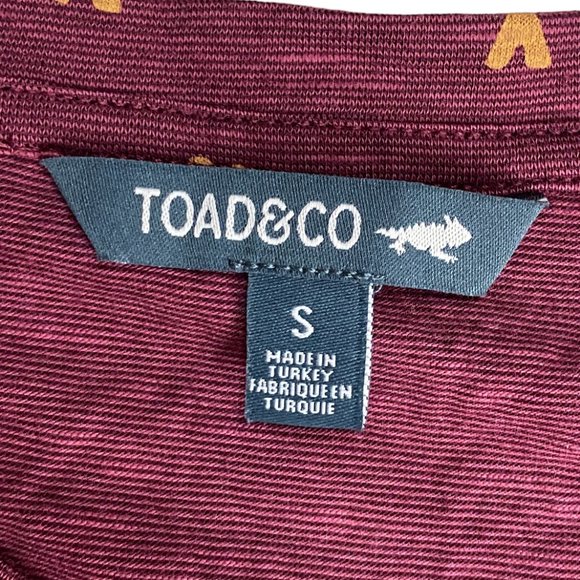 TOAD&CO
S
MADE IN
TURKEY
FABRIQUE EN
TURQUIE